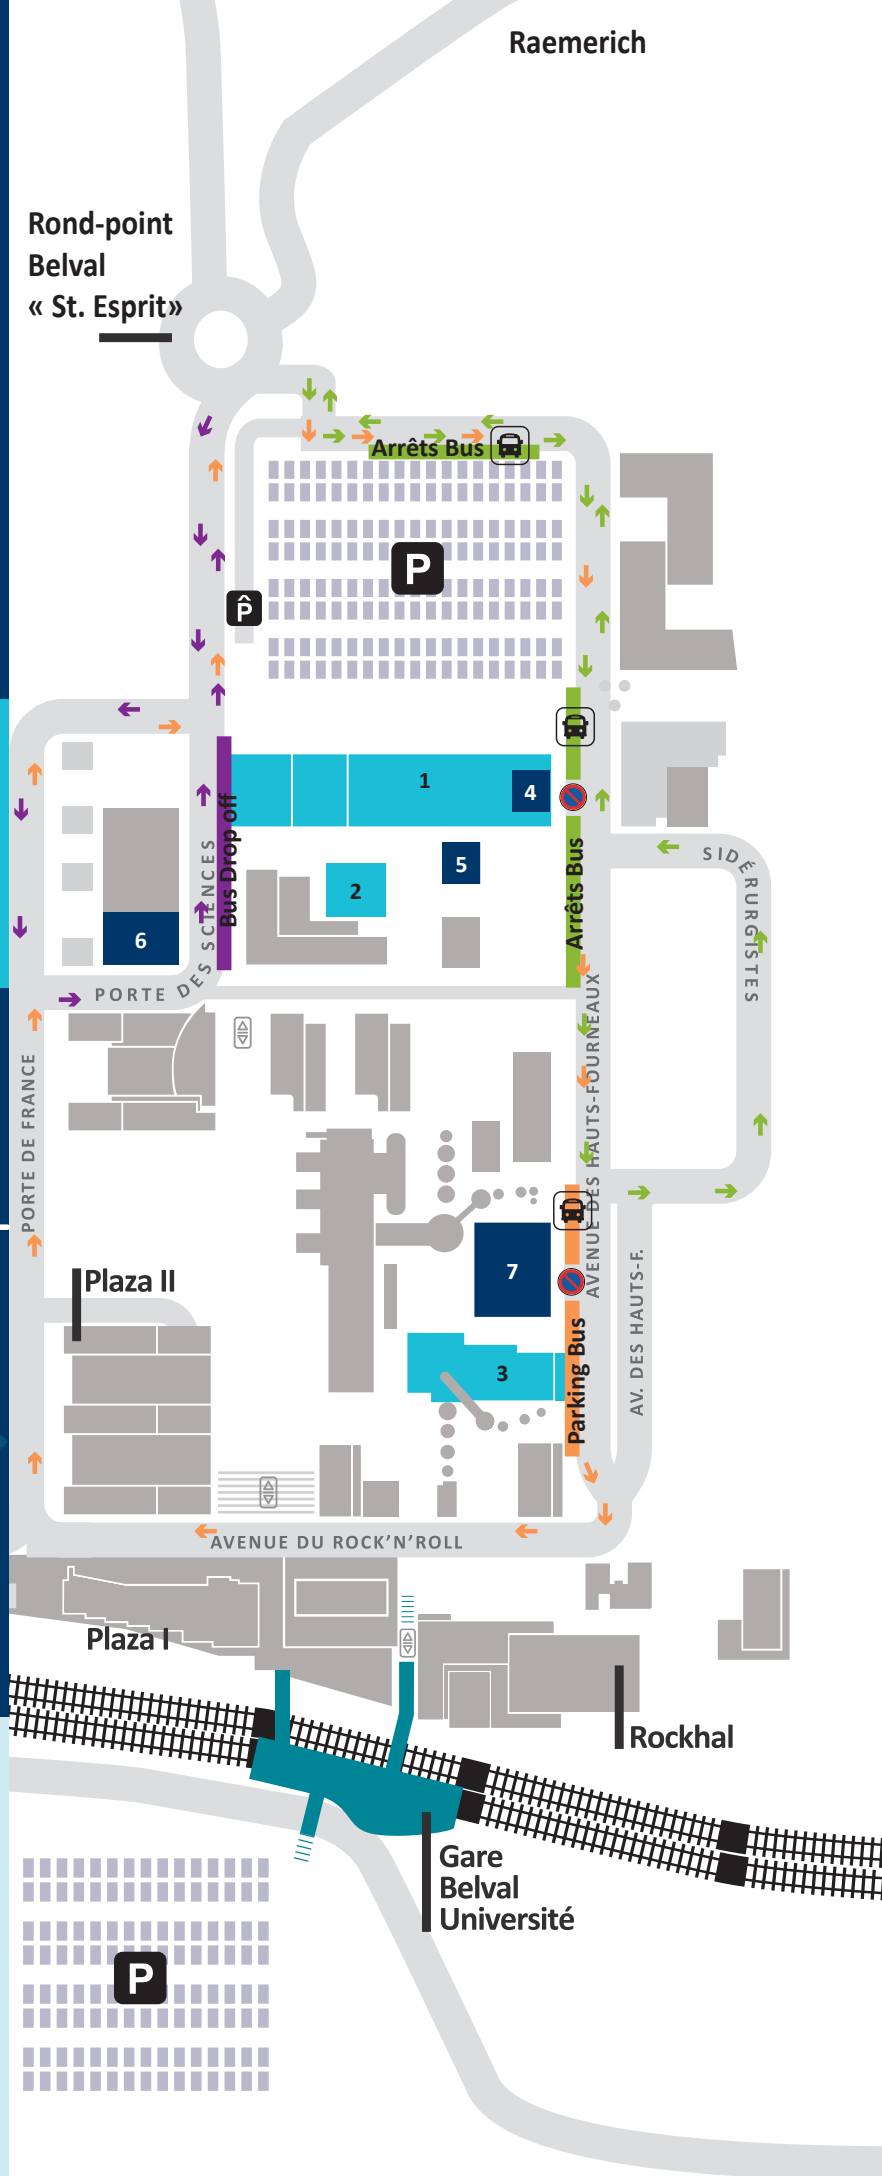 Raemerich
Rond-point
Belval
« St. Esprit»
Arrêts Bus
P
P̂
1
4
5
2
6
Bus Drop off
Arrêts Bus
SIDÉRURGISTES
PORTE DES SCIENCES
PORTE DE FRANCE
AVENUE DES HAUTS-FOURNEAUX
7
Plaza II
3
Parking Bus
AV. DES HAUTS-F.
AVENUE DU ROCK’N’ROLL
Plaza I
Rockhal
Gare
Belval
Université
P